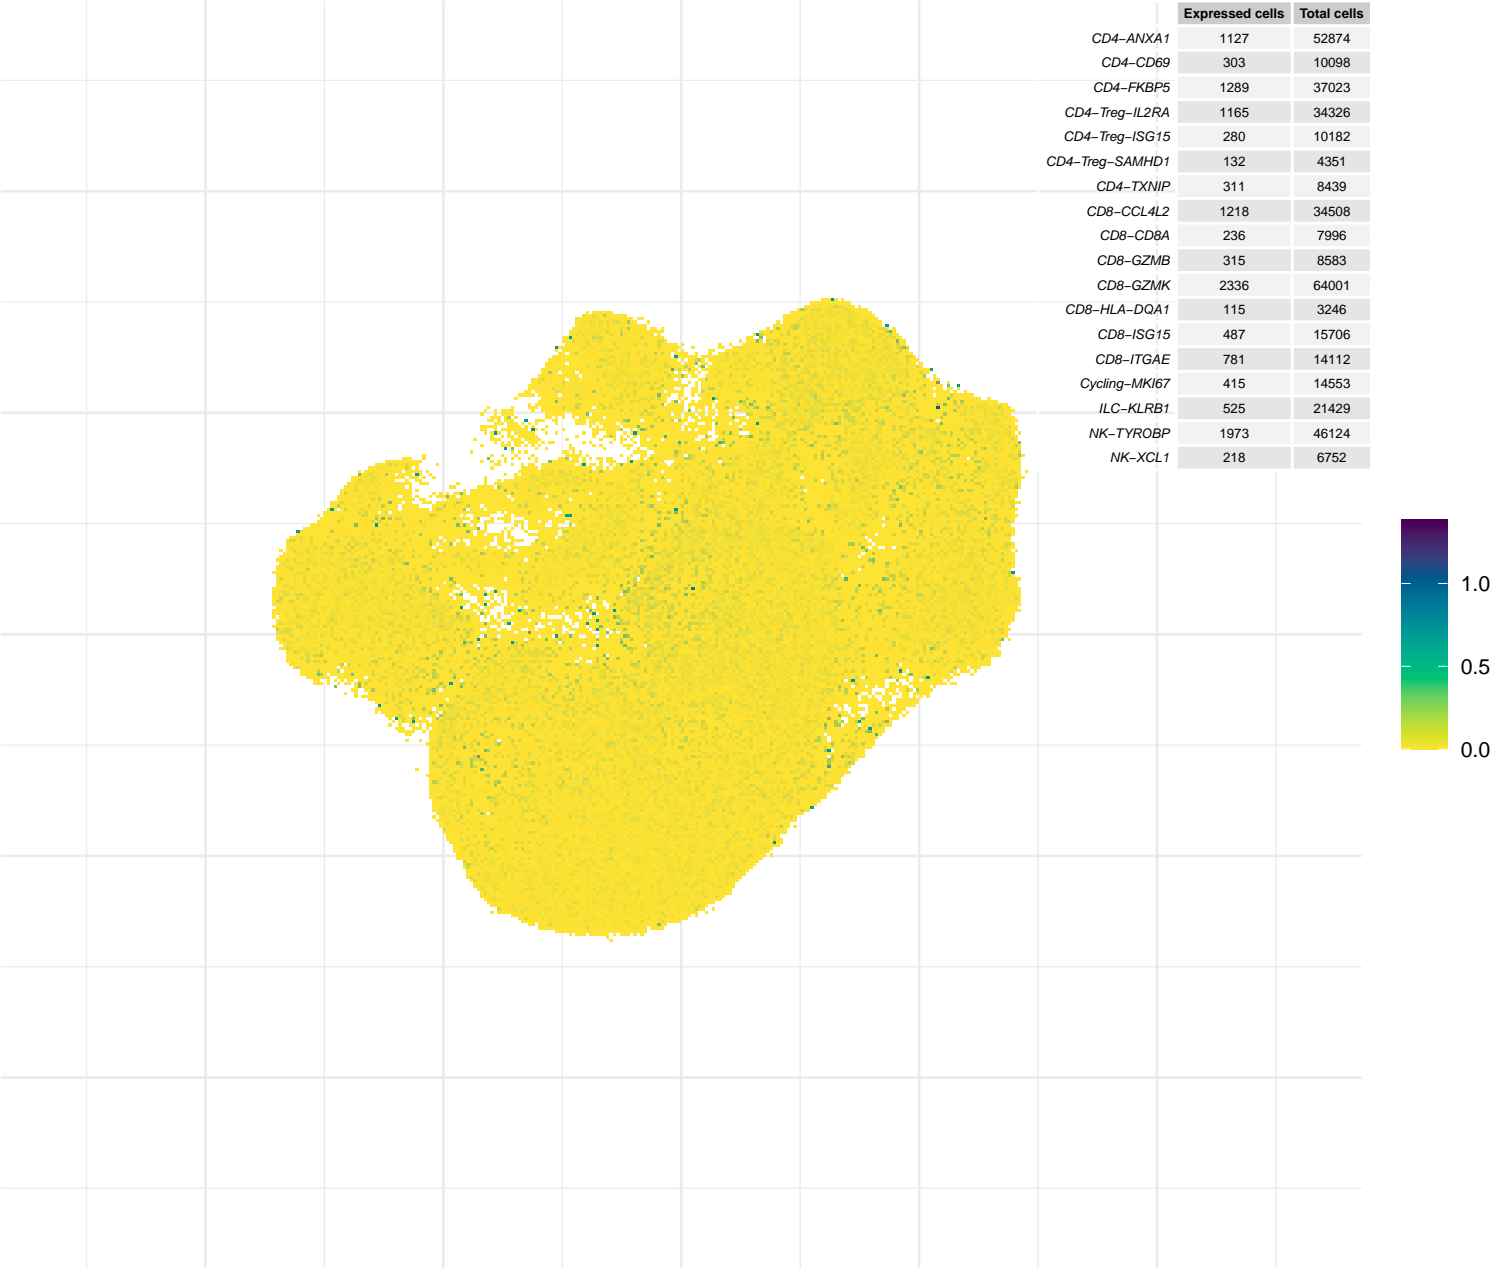 Expressed cells Total cells
CD4−ANXA1 1127 52874
CD4−CD69 303 10098
CD4−FKBP5 1289 37023
CD4−Treg−IL2RA 1165 34326
CD4−Treg−ISG15 280 10182
CD4−Treg−SAMHD1 132 4351
CD4−TXNIP 311 8439
CD8−CCL4L2 1218 34508
CD8−CD8A 236 7996
CD8−GZMB 315 8583
CD8−GZMK 2336 64001
CD8−HLA−DQA1 115 3246
CD8−ISG15 487 15706
CD8−ITGAE 781 14112
Cycling−MKI67 415 14553
ILC−KLRB1 525 21429
NK−TYROBP 1973 46124
NK−XCL1 218 6752
1.0
0.5
0.0